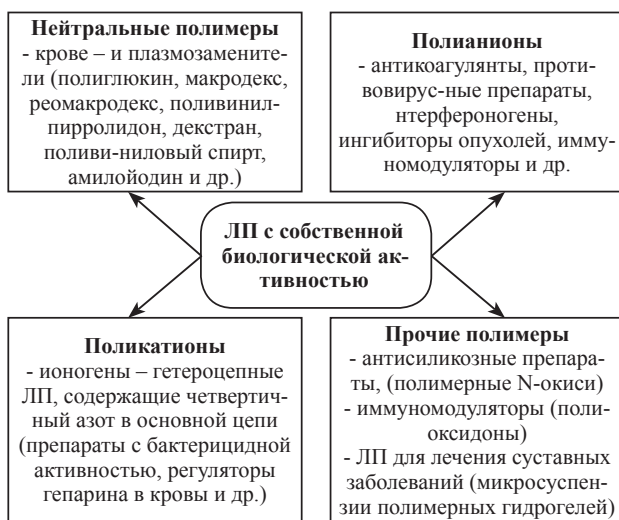 Нейтральные полимеры
- крове – и плазмозамените-
ли (полиглюкин, макродекс,
реомакродекс, поливинил-
пирролидон, декстран,
поливи-ниловый спирт,
амилойодин и др.)
Полианионы
- антикоагулянты, проти-
вовирус-ные препараты,
нтерфероногены,
ингибиторы опухолей, имму-
номодуляторы и др.
ЛП с собственной
биологической ак-
тивностью
Поликатионы
- ионогены – гетероцепные
ЛП, содержащие четвертич-
ный азот в основной цепи
(препараты с бактерицидной
активностью, регуляторы
гепарина в кровы и др.)
Прочие полимеры
- антисиликозные препара-
ты, (полимерные N-окиси)
- иммуномодуляторы (поли-
оксидоны)
- ЛП для лечения суставных
заболеваний (микросуспен-
зии полимерных гидрогелей)